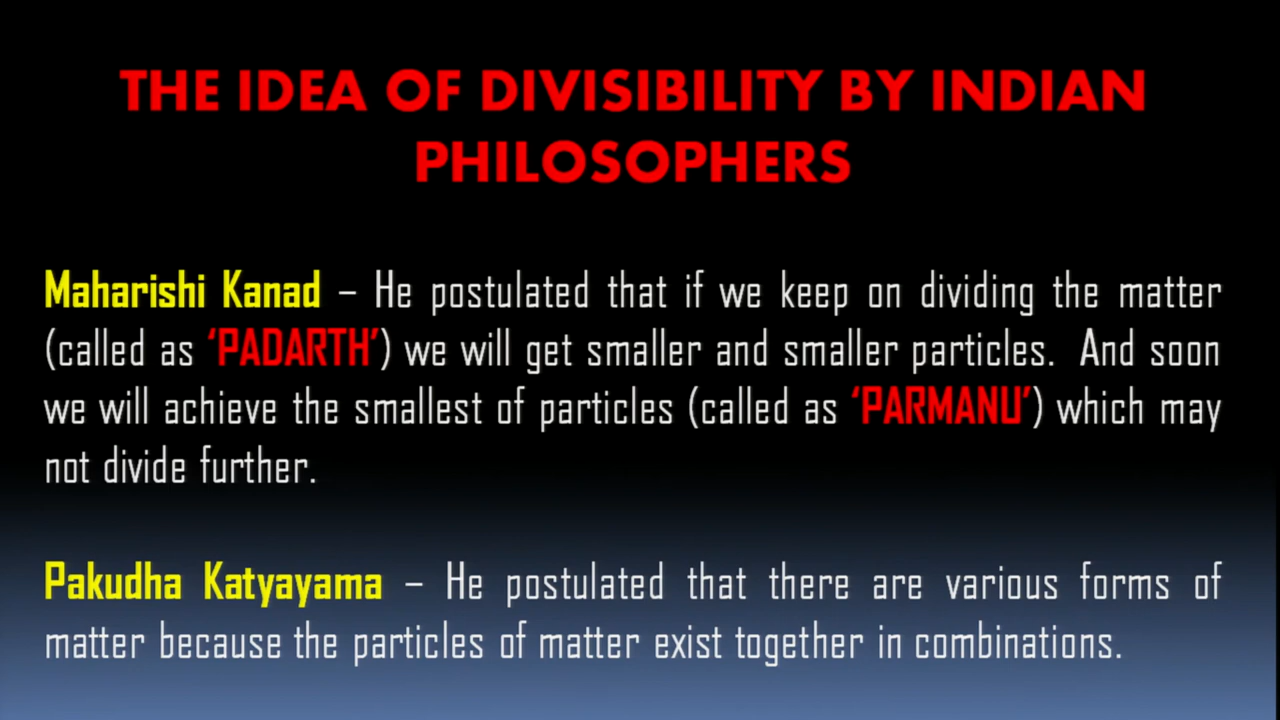 THE IDEA OF DIVISIBILITY BY INDIAN
PHILOSOPHERS
Maharishi Kanad – He postulated that if we keep on dividing the matter
(called as ‘PADARTH’) we will get smaller and smaller particles. And soon
we will achieve the smallest of particles (called as ‘PARMANU’) which may
not divide further.
Pakudha Katyayama – He postulated that there are various forms of
matter because the particles of matter exist together in combinations.